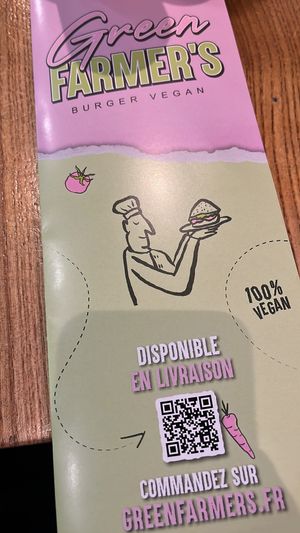 Green
FARMER'S
BURGER VEGAN
100%
VEGAN
DISPONIBLE
EN LIVRAISON
COMMANDEZ SUR
GREENFARMERS.FR